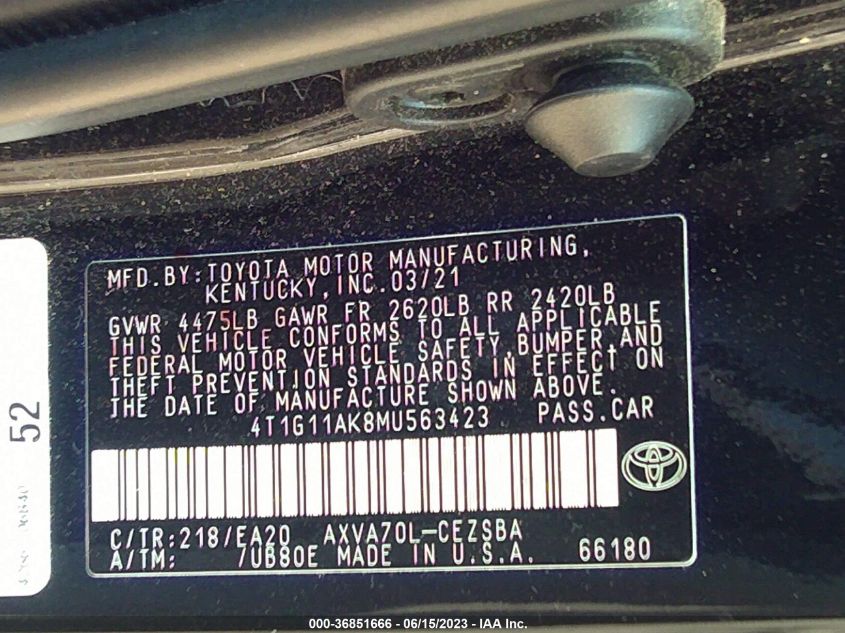 MFD.BY:TOYOTA MOTOR MANUFACTURING,
KENTUCKY,INC.03/21
GVWR 4475LB GAWR FR 2620LB RR 2420LB
THIS VEHICLE CONFORMS TO ALL APPLICABLE
FEDERAL MOTOR VEHICLE SAFETY,BUMPER,AND
THEFT PREVENTION STANDARDS IN EFFECT ON
THE DATE OF MANUFACTURE SHOWN ABOVE.
4T1G11AK8MU563423 PASS.CAR
C/TR:218/EA20 AXVA70L-CEZSBA
A/TM: 7UB80E MADE IN U.S.A. 66180
52
000-36851666 - 06/15/2023 - IAA Inc.